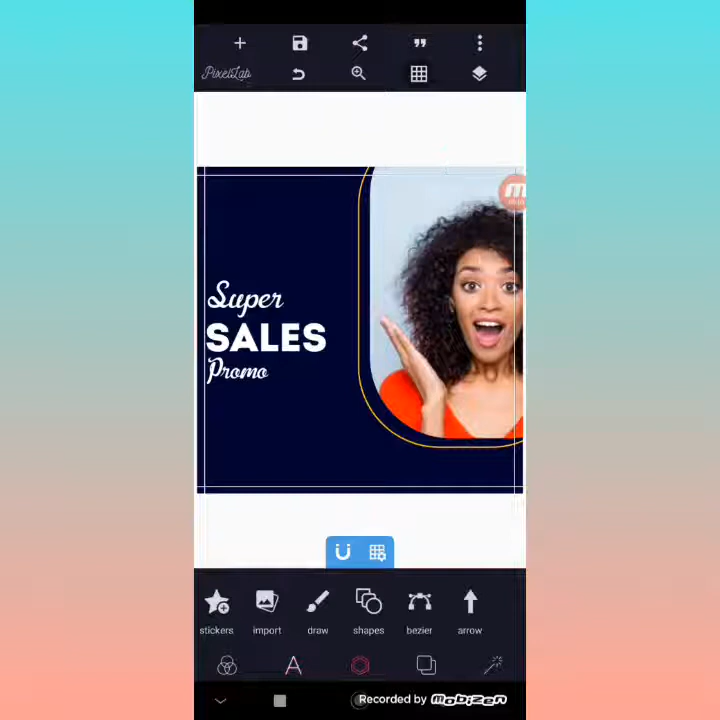 PixelLab
Super
SALES
Promo
stickers
import
draw
shapes
bezier
arrow
Recorded by mobizen